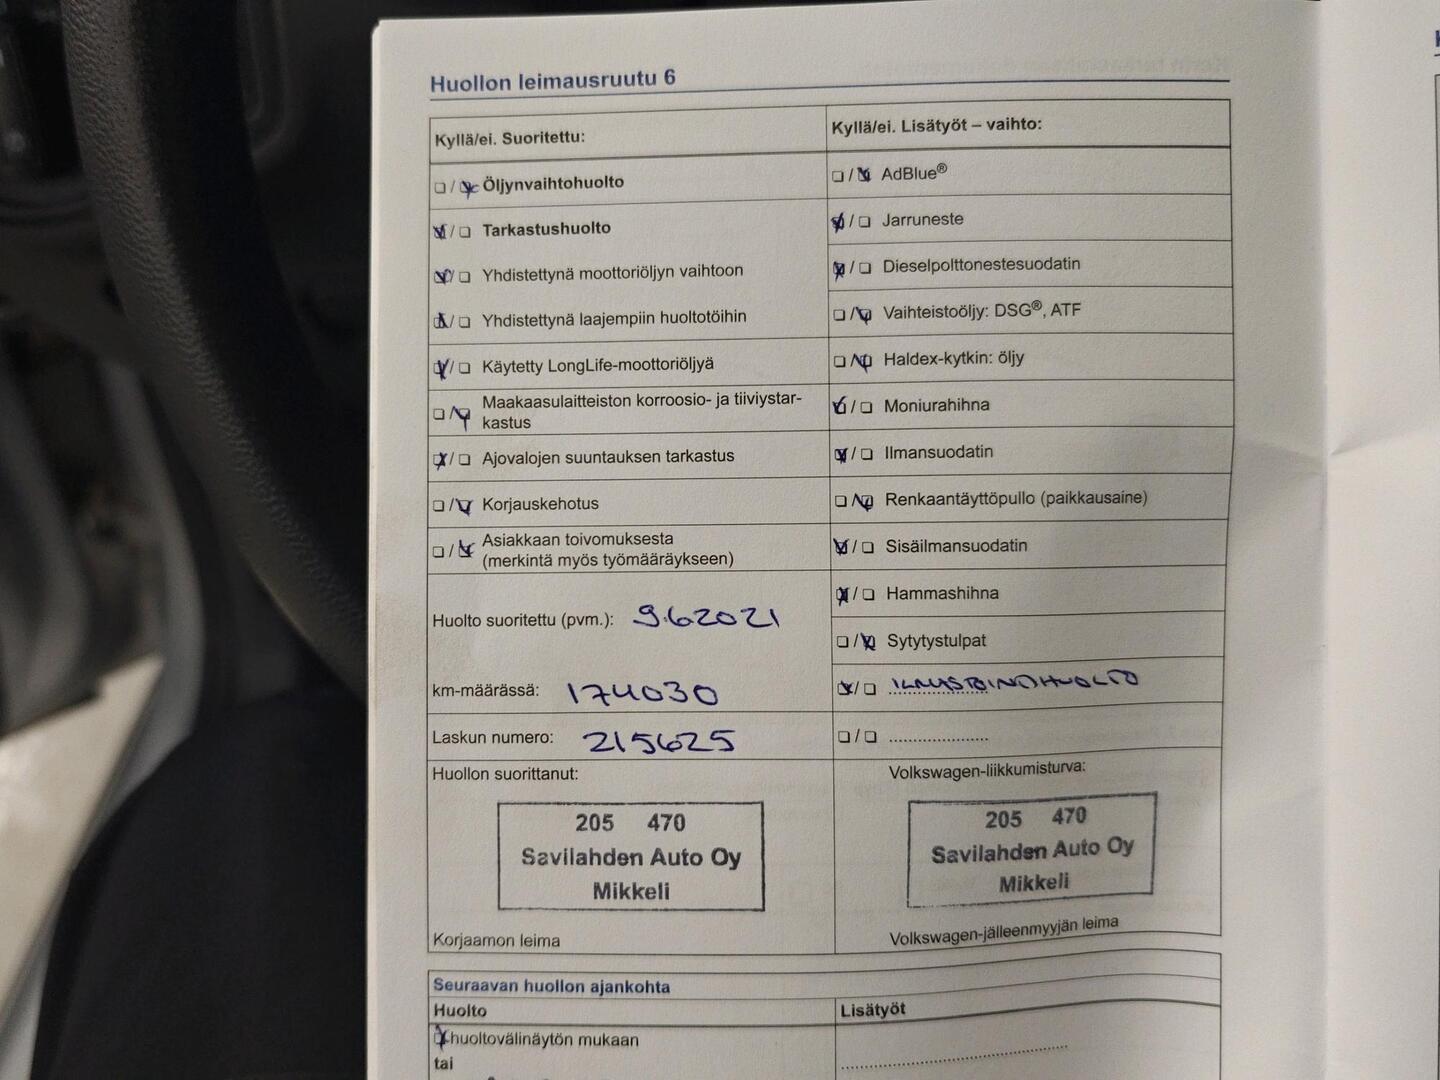 Huollon leimausruutu 6
Kyllä/ei. Suoritettu:
□ / ☒ Öljynvaihtohuolto
☒ / □ Tarkastushuolto
☒ / □ Yhdistettynä moottoriöljyn vaihtoon
☒ / □ Yhdistettynä laajempiin huoltotöihin
☒ / □ Käytetty LongLife-moottoriöljyä
□ / ☒ Maakaasulaitteiston korroosio- ja tiiviystar-
kastus
☒ / □ Ajovalojen suuntauksen tarkastus
□ / ☒ Korjauskehotus
□ / ☒ Asiakkaan toivomuksesta
(merkintä myös työmääräykseen)
Huolto suoritettu (pvm.): 9.6.2021
km-määrässä: 174030
Laskun numero: 215625
Huollon suorittanut:
205 470
Savilahden Auto Oy
Mikkeli
Korjaamon leima
Kyllä/ei. Lisätyöt – vaihto:
□ / ☒ AdBlue®
☒ / □ Jarruneste
☒ / □ Dieselpolttonestesuodatin
□ / ☒ Vaihteistoöljy: DSG®, ATF
□ / ☒ Haldex-kytkin: öljy
☒ / □ Moniurahihna
☒ / □ Ilmansuodatin
□ / ☒ Renkaantäyttöpullo (paikkausaine)
☒ / □ Sisäilmansuodatin
☒ / □ Hammashihna
□ / ☒ Sytytystulpat
☒ / □ ILMASTOINTIHUOLTO
□ / □ ....................
Volkswagen-liikkumisturva:
205 470
Savilahden Auto Oy
Mikkeli
Volkswagen-jälleenmyyjän leima
Seuraavan huollon ajankohta
Huolto
☒ huoltovälinäytön mukaan
tai
Lisätyöt